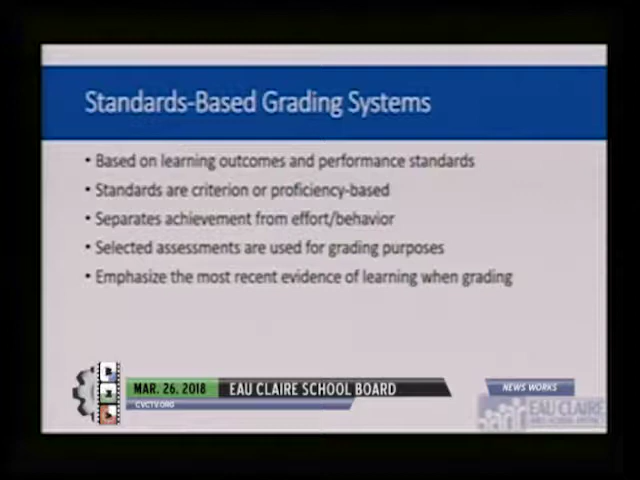 Standards-Based Grading Systems
• Based on learning outcomes and performance standards
• Standards are criterion or proficiency-based
• Separates achievement from effort/behavior
• Selected assessments are used for grading purposes
• Emphasize the most recent evidence of learning when grading
MAR. 26, 2018 EAU CLAIRE SCHOOL BOARD NEWS WORKS
CVCTV.ORG
EAU CLAIRE